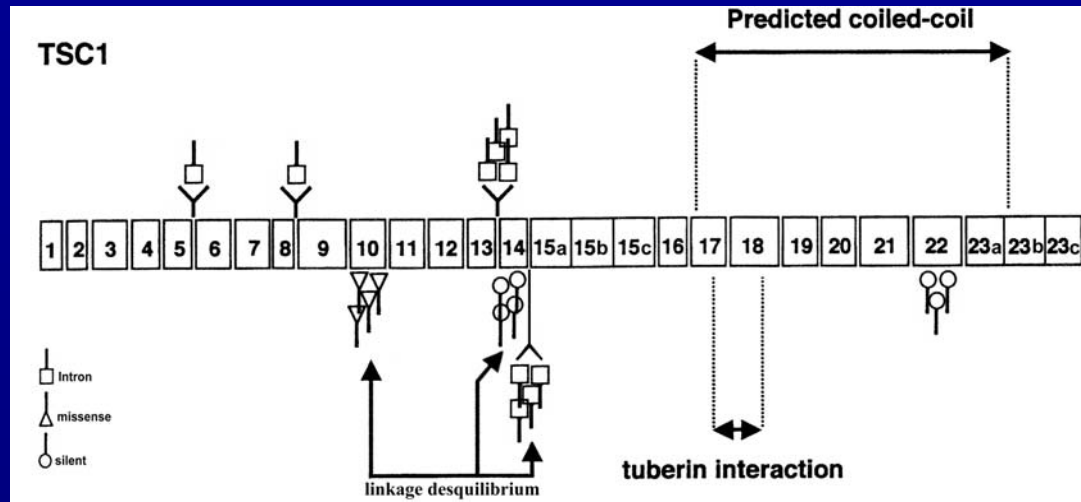 Predicted coiled-coil
TSC1
1 2 3 4 5 6 7 8 9 10 11 12 13 14 15a 15b 15c 16 17 18 19 20 21 22 23a 23b 23c
Intron
missense
silent
linkage desquilibrium
tuberin interaction